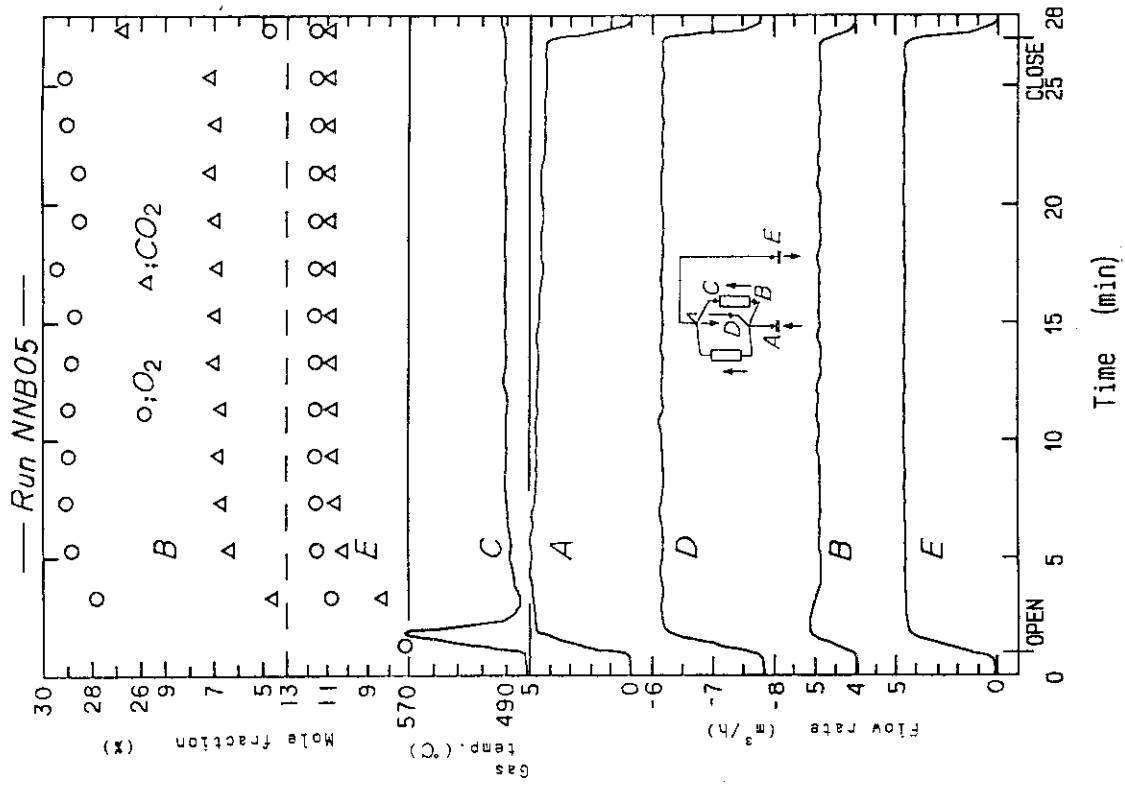 — Run NNB05 —
30
28
26
9
7
5
13
11
9
570
490
5
0
-6
-7
-8
5
4
5
0
Mole fraction
(%)
Gas
temp.(°C)
Flow rate (m³/h)
B
O;O₂
△;CO₂
E
C
A
D
B
E
A
C
D
B
A
E
OPEN
CLOSE
0
5
10
15
20
25
28
Time (min)